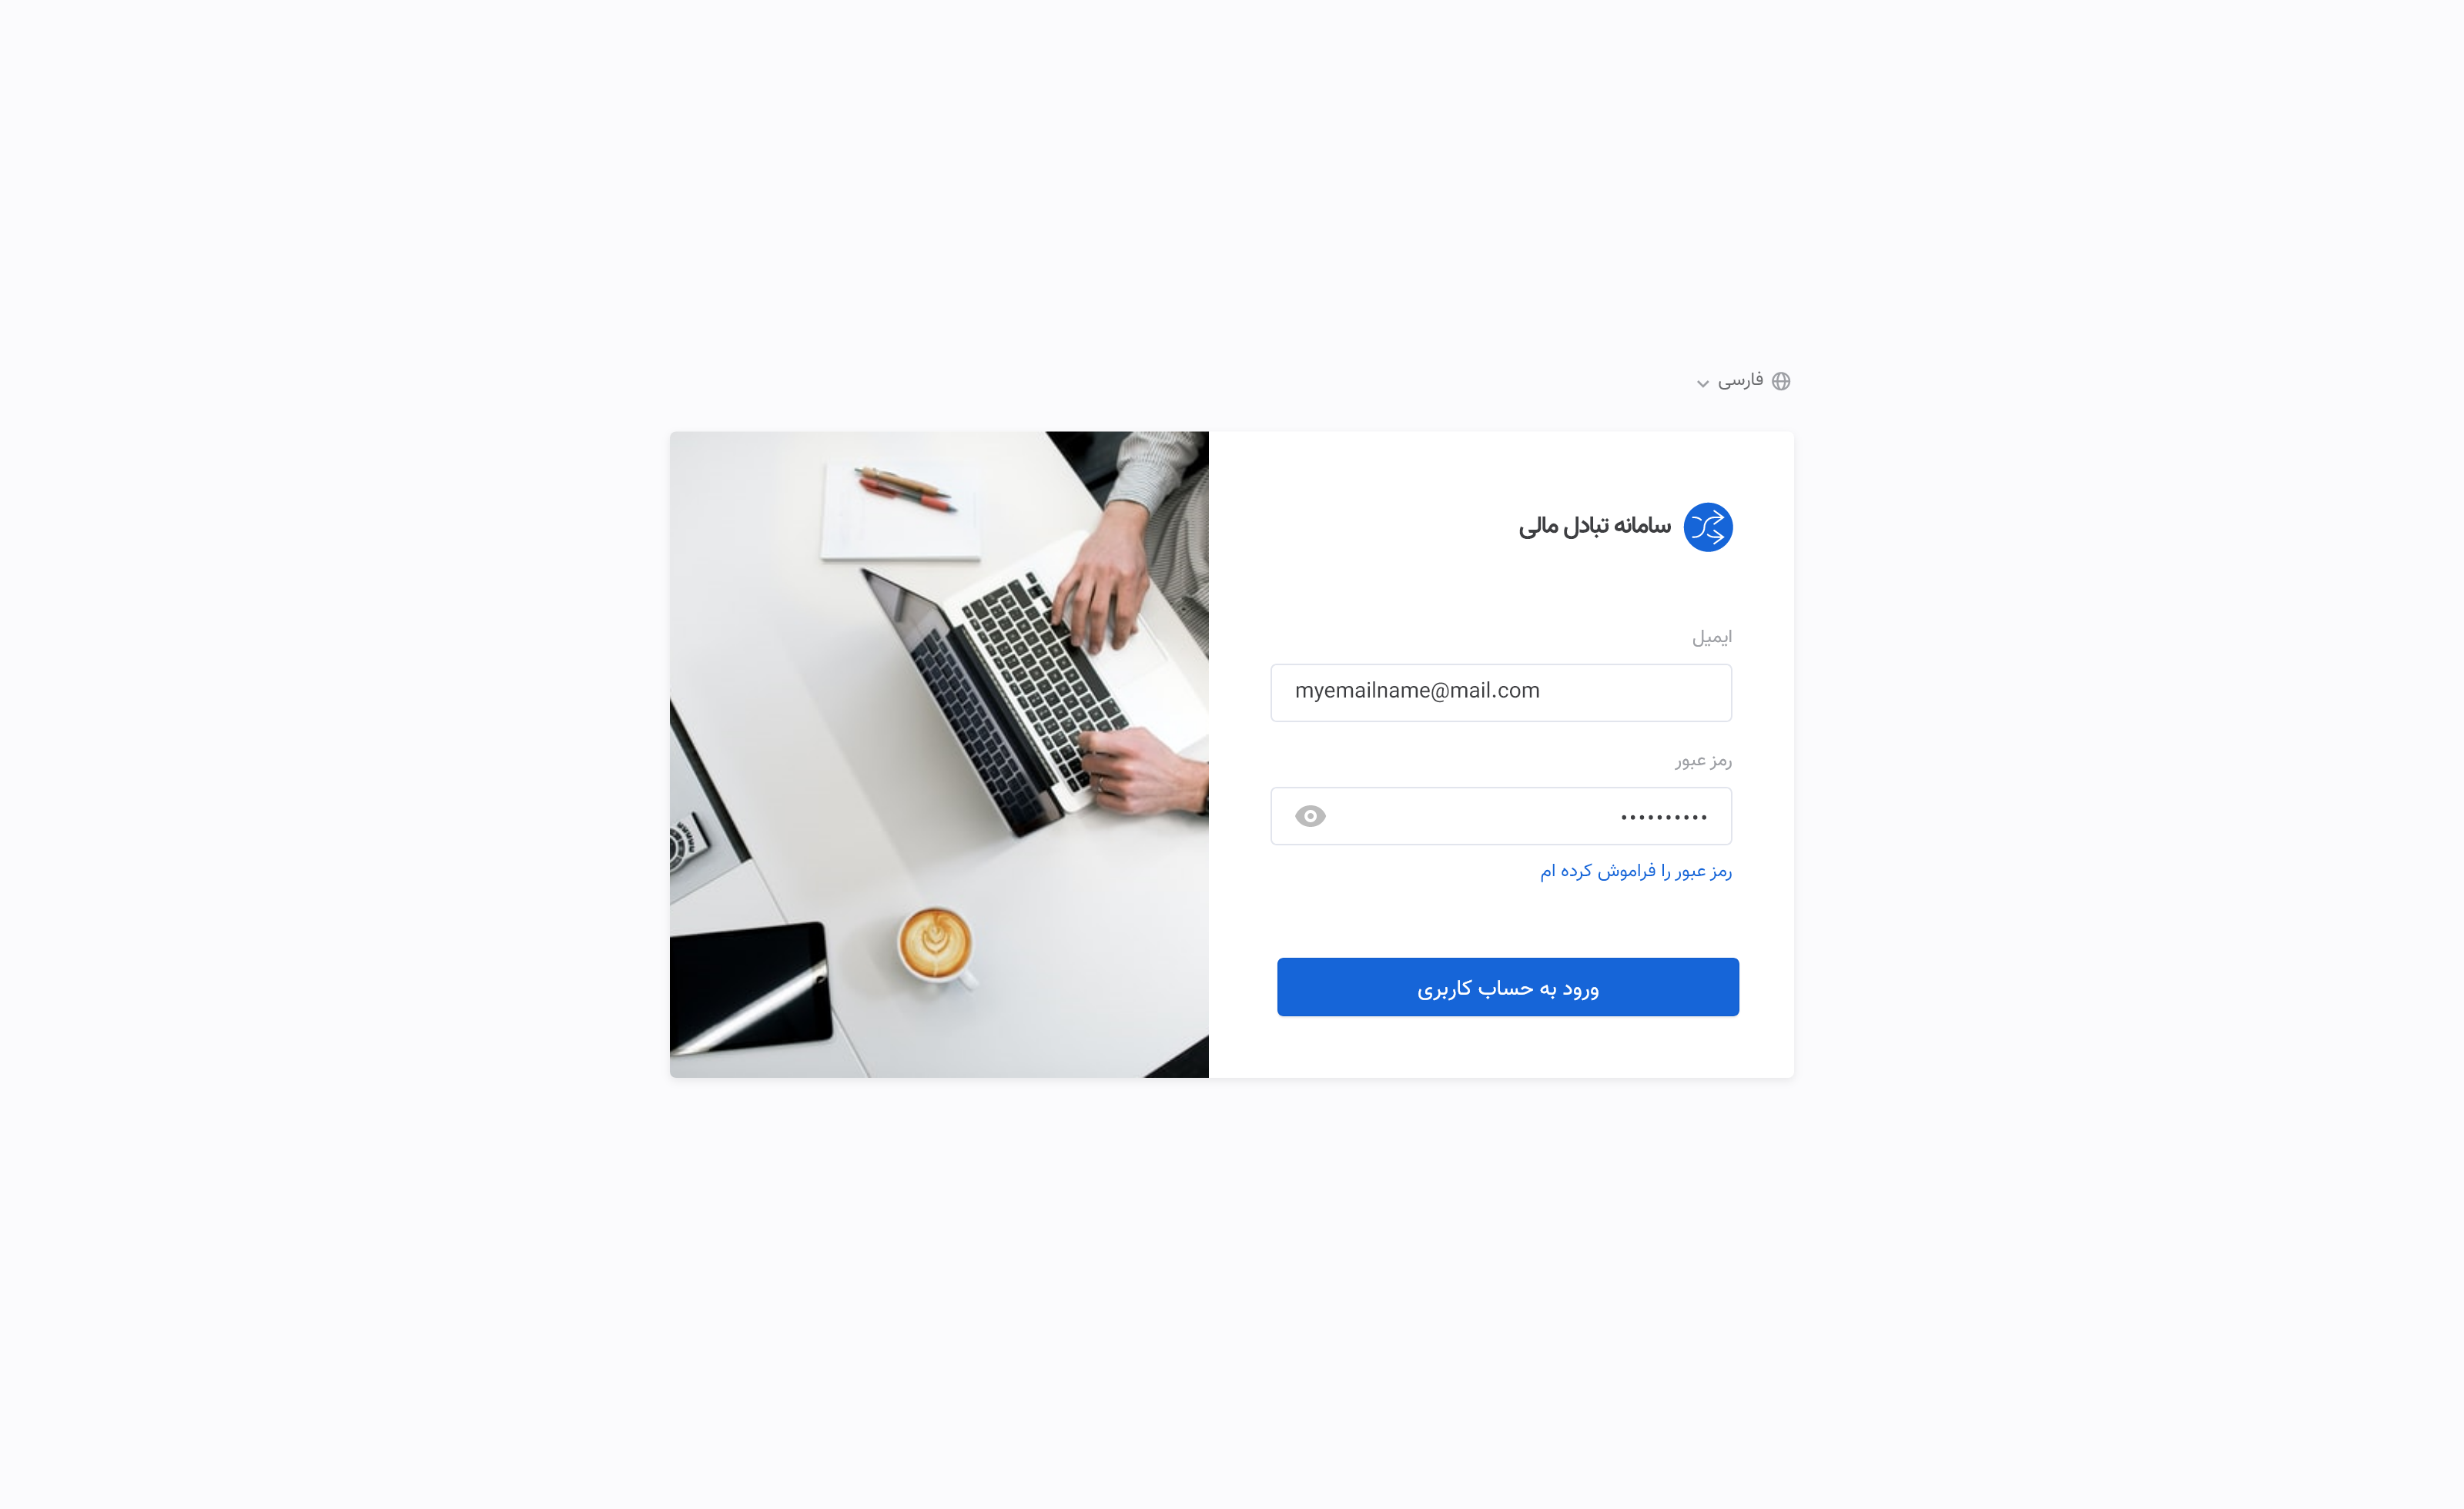 فارسی
سامانه تبادل مالی
ایمیل
myemailname@mail.com
رمز عبور
••••••••••
رمز عبور را فراموش کرده ام
ورود به حساب کاربری